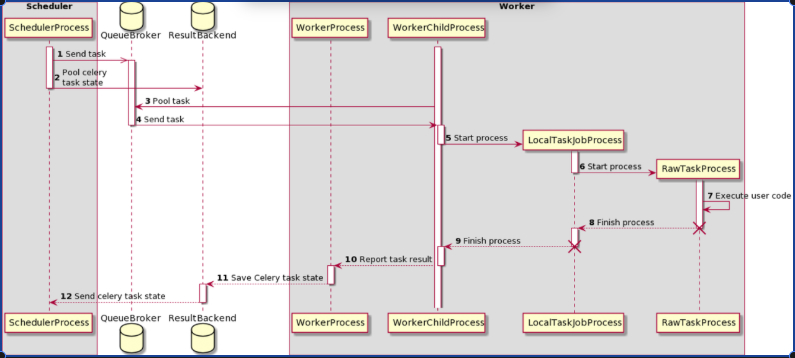 Scheduler
Worker
SchedulerProcess
QueueBroker
ResultBackend
WorkerProcess
WorkerChildProcess
1 Send task
2 Pool celery
task state
3 Pool task
4 Send task
5 Start process
LocalTaskJobProcess
6 Start process
RawTaskProcess
7 Execute user code
8 Finish process
9 Finish process
10 Report task result
11 Save Celery task state
12 Send celery task state
SchedulerProcess
QueueBroker
ResultBackend
WorkerProcess
WorkerChildProcess
LocalTaskJobProcess
RawTaskProcess